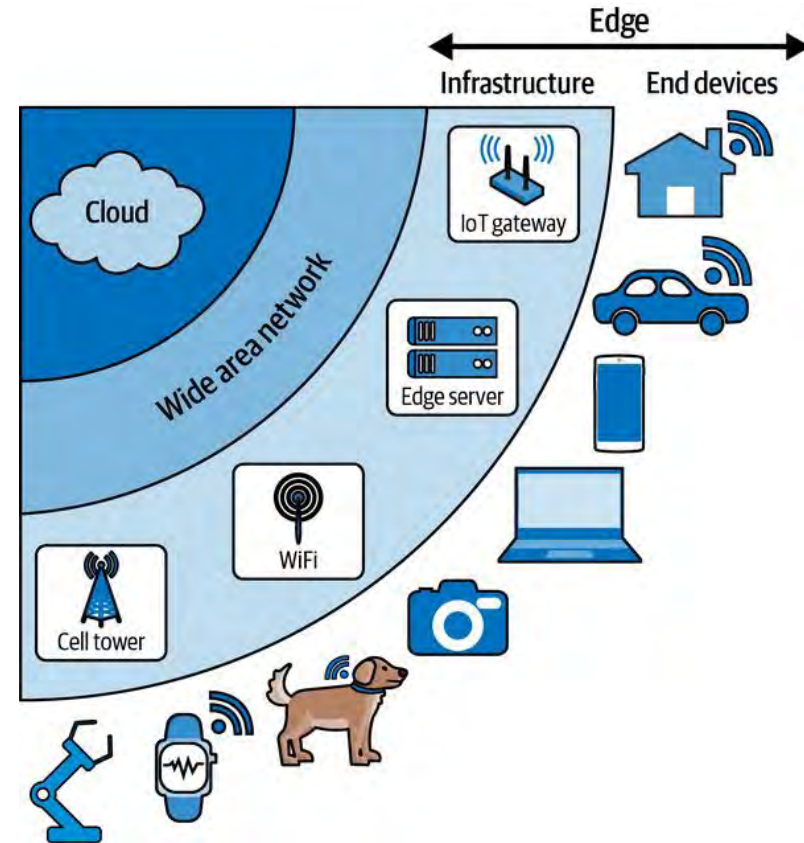 Edge
Infrastructure
End devices
Cloud
IoT gateway
Wide area network
Edge server
WiFi
Cell tower